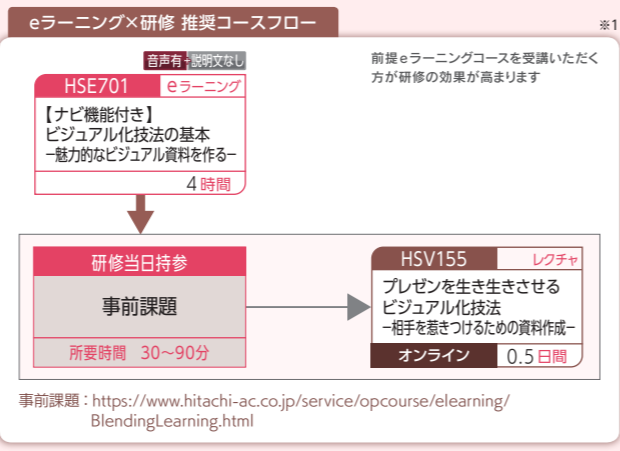 eラーニング×研修 推奨コースフロー
※1
音声有・説明文なし
前提eラーニングコースを受講いただく
方が研修の効果が高まります
HSE701 eラーニング
【ナビ機能付き】
ビジュアル化技法の基本
−魅力的なビジュアル資料を作る−
4時間
研修当日持参
事前課題
所要時間 30〜90分
HSV155 レクチャ
プレゼンを生き生きさせる
ビジュアル化技法
−相手を惹きつけるための資料作成−
オンライン 0.5日間
事前課題：https://www.hitachi-ac.co.jp/service/opcourse/elearning/
BlendingLearning.html